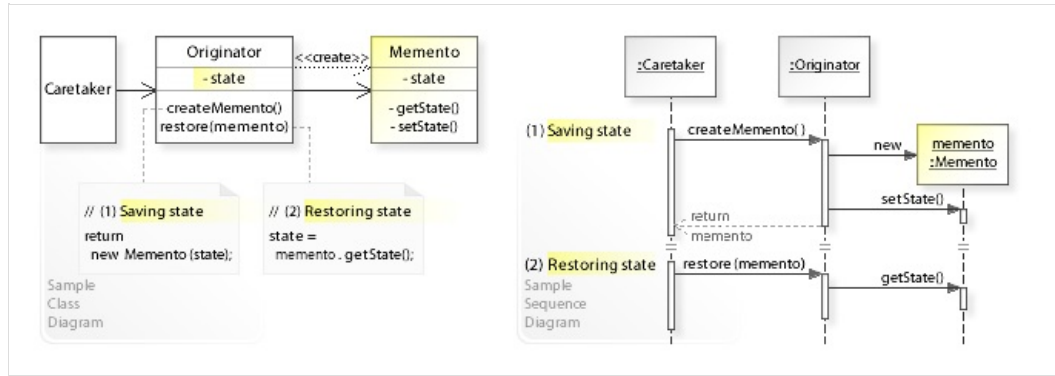 Originator
<<create>>
Memento
Caretaker
- state
- state
createMemento()
restore(memento)
- getState()
- setState()
// (1) Saving state
return
new Memento (state);
// (2) Restoring state
state =
memento . getState();
Sample
Class
Diagram
:Caretaker
:Originator
(1) Saving state
createMemento()
new
memento
:Memento
setState()
return
memento
(2) Restoring state
restore (memento)
getState()
Sample
Sequence
Diagram